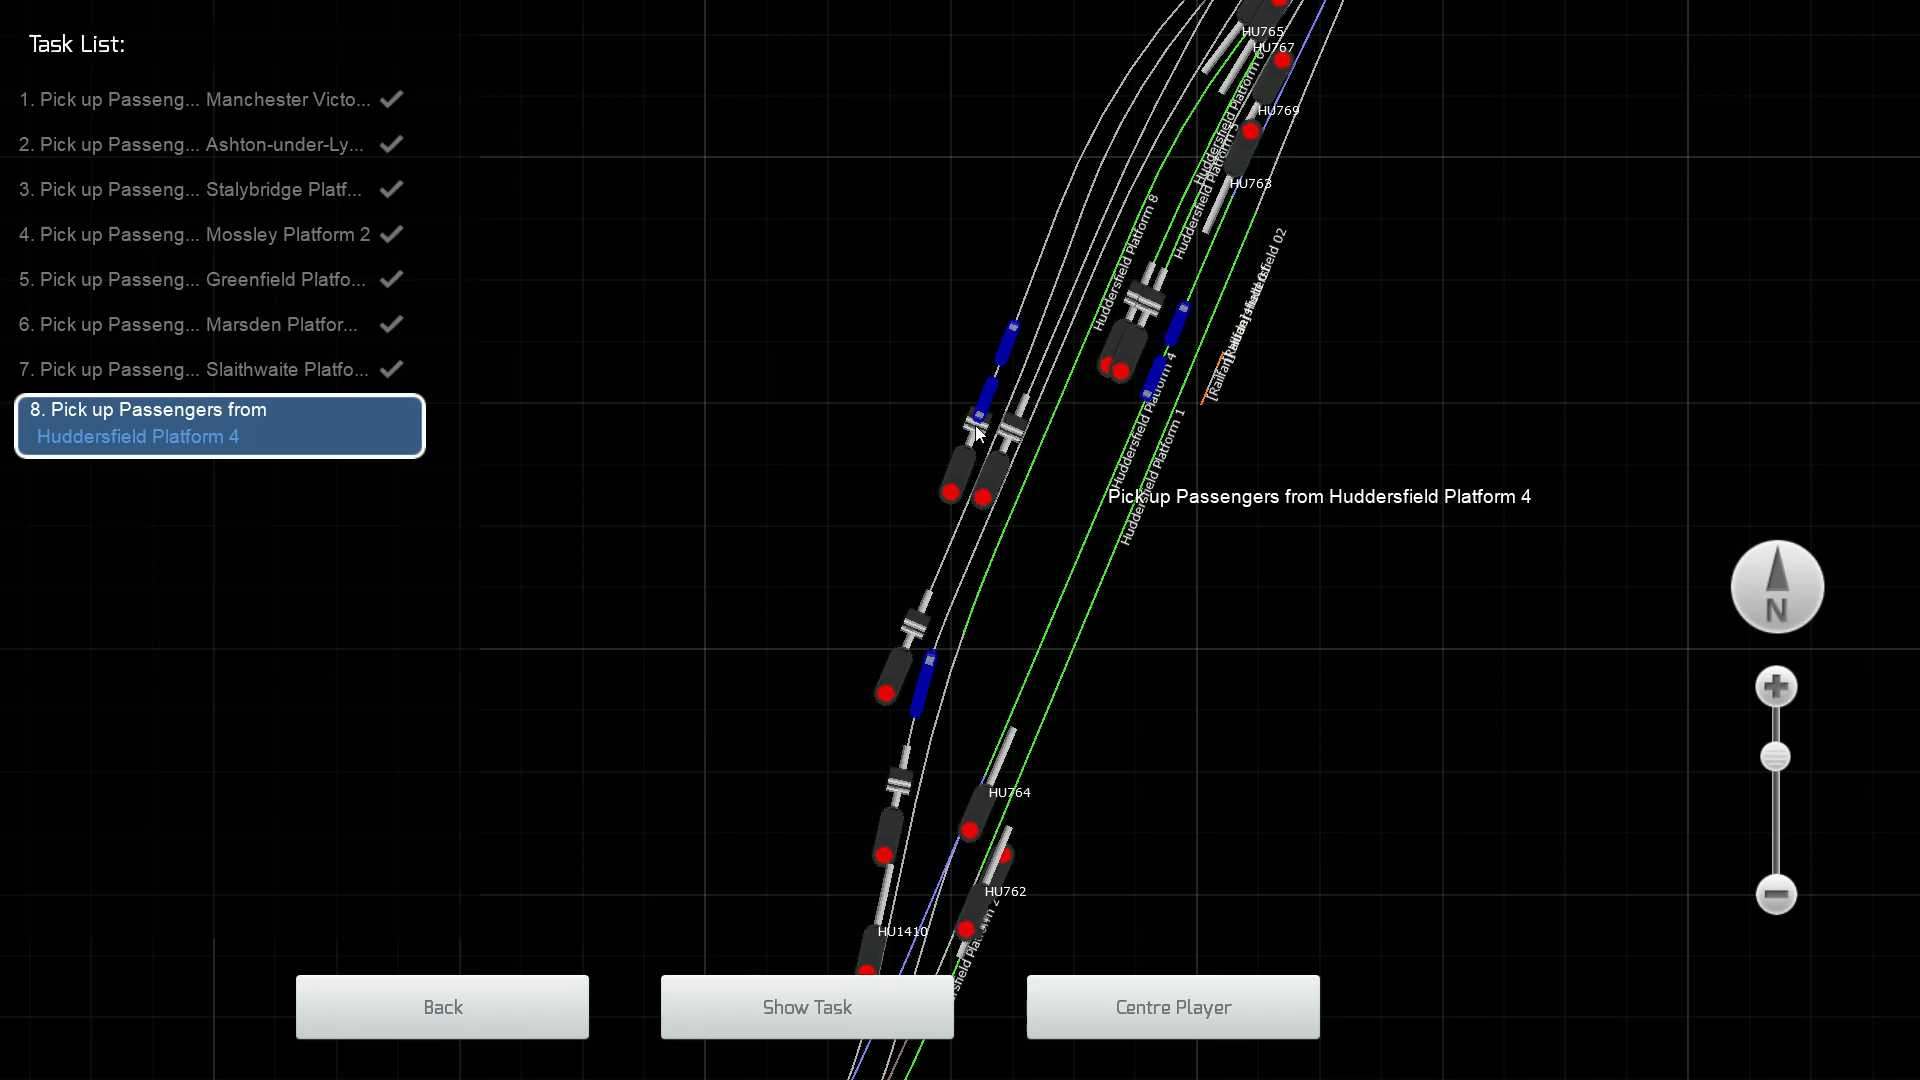 Task List:
1. Pick up Passeng... Manchester Victo...
2. Pick up Passeng... Ashton-under-Ly...
3. Pick up Passeng... Stalybridge Platf...
4. Pick up Passeng... Mossley Platform 2
5. Pick up Passeng... Greenfield Platfo...
6. Pick up Passeng... Marsden Platfor...
7. Pick up Passeng... Slaithwaite Platfo...
8. Pick up Passengers from
Huddersfield Platform 4
HU765
HU767
HU769
HU763
Huddersfield Platform 8
Huddersfield Platform 4
Huddersfield Platform 1
Pick up Passengers from Huddersfield Platform 4
HU764
HU762
HU1410
N
Back
Show Task
Centre Player